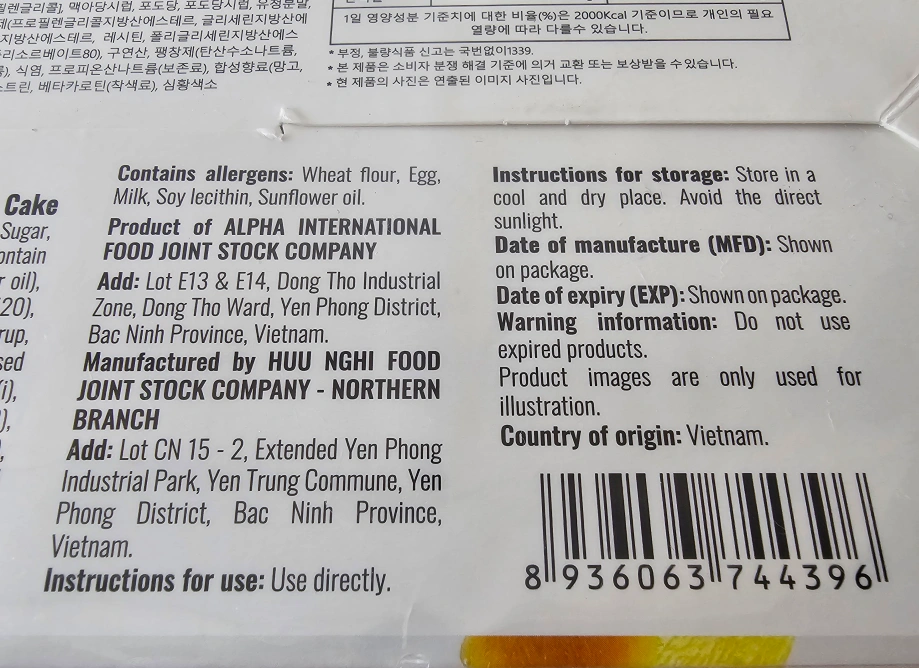 필렌글리콜], 맥아당시럽, 포도당, 포도당시럽, 유청분말,
제(프로필렌글리콜지방산에스테르, 글리세린지방산에
지방산에스테르, 레시틴, 폴리글리세린지방산에스
리소르베이트80), 구연산, 팽창제(탄산수소나트륨,
), 식염, 프로피온산나트륨(보존료), 합성향료(망고,
스트린, 베타카로틴(착색료), 심황색소
1일 영양성분 기준치에 대한 비율(%)은 2000Kcal 기준이므로 개인의 필요
열량에 따라 다를수 있습니다.
* 부정, 불량식품 신고는 국번없이1339.
* 본 제품은 소비자 분쟁 해결 기준에 의거 교환 또는 보상받을 수 있습니다.
* 현 제품의 사진은 연출된 이미지 사진입니다.
Cake
Sugar,
ontain
r oil),
20),
rup,
sed
i),
),
Contains allergens: Wheat flour, Egg,
Milk, Soy lecithin, Sunflower oil.
Product of ALPHA INTERNATIONAL
FOOD JOINT STOCK COMPANY
Add: Lot E13 & E14, Dong Tho Industrial
Zone, Dong Tho Ward, Yen Phong District,
Bac Ninh Province, Vietnam.
Manufactured by HUU NGHI FOOD
JOINT STOCK COMPANY - NORTHERN
BRANCH
Add: Lot CN 15 - 2, Extended Yen Phong
Industrial Park, Yen Trung Commune, Yen
Phong District, Bac Ninh Province,
Vietnam.
Instructions for use: Use directly.
Instructions for storage: Store in a
cool and dry place. Avoid the direct
sunlight.
Date of manufacture (MFD): Shown
on package.
Date of expiry (EXP): Shown on package.
Warning information: Do not use
expired products.
Product images are only used for
illustration.
Country of origin: Vietnam.
8 936063 744396